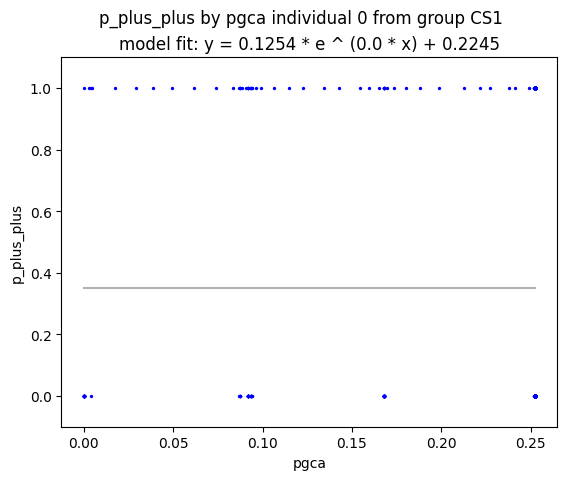 p_plus_plus by pgca individual 0 from group CS1
model fit: y = 0.1254 * e ^ (0.0 * x) + 0.2245
1.0
0.8
0.6
0.4
0.2
0.0
p_plus_plus
0.00 0.05 0.10 0.15 0.20 0.25
pgca